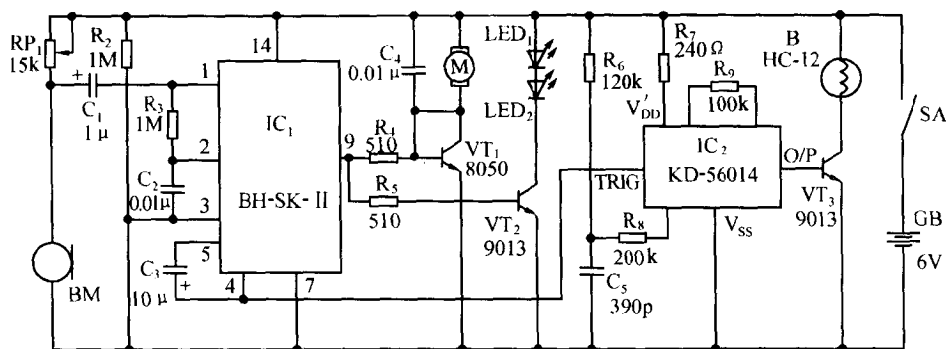 RP₁
15k
R₂
1M
+
C₁
1μ
R₃
1M
C₂
0.01μ
C₃
+
10μ
BM
14
1
2
3
5
4
7
9
IC₁
BH-SK-Ⅱ
C₄
0.01μ
M
R₄
510
R₅
510
VT₁
8050
LED₁
LED₂
VT₂
9013
R₆
120k
R₇
240Ω
R₉
100k
V'DD
IC₂
KD-56014
TRIG
O/P
VSS
R₈
200k
C₅
390p
B
HC-12
VT₃
9013
SA
GB
6V